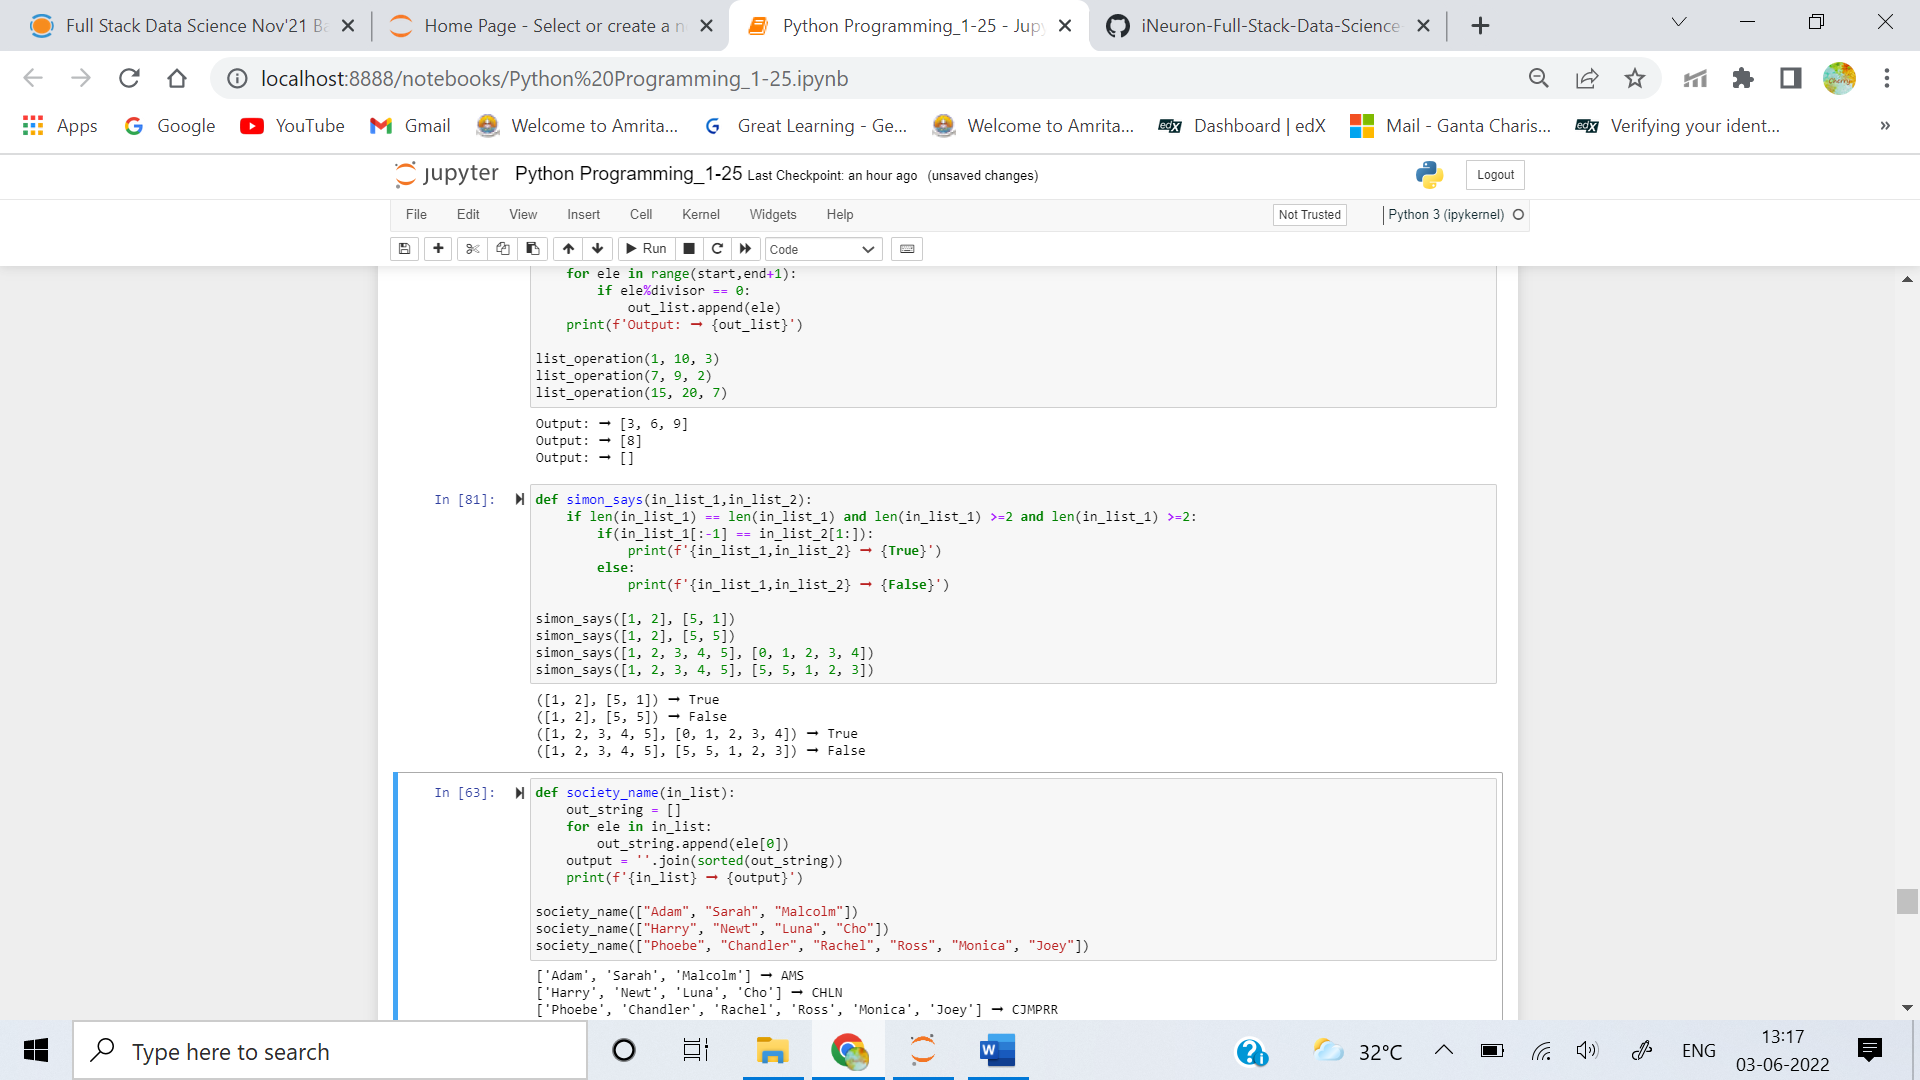 Full Stack Data Science Nov'21 Ba
Home Page - Select or create a n
Python Programming_1-25 - Jupy
iNeuron-Full-Stack-Data-Science-
localhost:8888/notebooks/Python%20Programming_1-25.ipynb
Apps
Google
YouTube
Gmail
Welcome to Amrita...
Great Learning - Ge...
Welcome to Amrita...
Dashboard | edX
Mail - Ganta Charis...
Verifying your ident...
»
jupyter Python Programming_1-25 Last Checkpoint: an hour ago (unsaved changes)
Logout
File Edit View Insert Cell Kernel Widgets Help
Not Trusted
Python 3 (ipykernel)
Run
Code
    for ele in range(start,end+1):
        if ele%divisor == 0:
            out_list.append(ele)
    print(f'Output: ➞ {out_list}')
list_operation(1, 10, 3)
list_operation(7, 9, 2)
list_operation(15, 20, 7)
Output: ➞ [3, 6, 9]
Output: ➞ [8]
Output: ➞ []
In [81]:
def simon_says(in_list_1,in_list_2):
    if len(in_list_1) == len(in_list_1) and len(in_list_1) >=2 and len(in_list_1) >=2:
        if(in_list_1[:-1] == in_list_2[1:]):
            print(f'{in_list_1,in_list_2} ➞ {True}')
        else:
            print(f'{in_list_1,in_list_2} ➞ {False}')
simon_says([1, 2], [5, 1])
simon_says([1, 2], [5, 5])
simon_says([1, 2, 3, 4, 5], [0, 1, 2, 3, 4])
simon_says([1, 2, 3, 4, 5], [5, 5, 1, 2, 3])
([1, 2], [5, 1]) ➞ True
([1, 2], [5, 5]) ➞ False
([1, 2, 3, 4, 5], [0, 1, 2, 3, 4]) ➞ True
([1, 2, 3, 4, 5], [5, 5, 1, 2, 3]) ➞ False
In [63]:
def society_name(in_list):
    out_string = []
    for ele in in_list:
        out_string.append(ele[0])
    output = ''.join(sorted(out_string))
    print(f'{in_list} ➞ {output}')
society_name(["Adam", "Sarah", "Malcolm"])
society_name(["Harry", "Newt", "Luna", "Cho"])
society_name(["Phoebe", "Chandler", "Rachel", "Ross", "Monica", "Joey"])
['Adam', 'Sarah', 'Malcolm'] ➞ AMS
['Harry', 'Newt', 'Luna', 'Cho'] ➞ CHLN
['Phoebe', 'Chandler', 'Rachel', 'Ross', 'Monica', 'Joey'] ➞ CJMPRR
Type here to search
32°C
ENG
13:17
03-06-2022